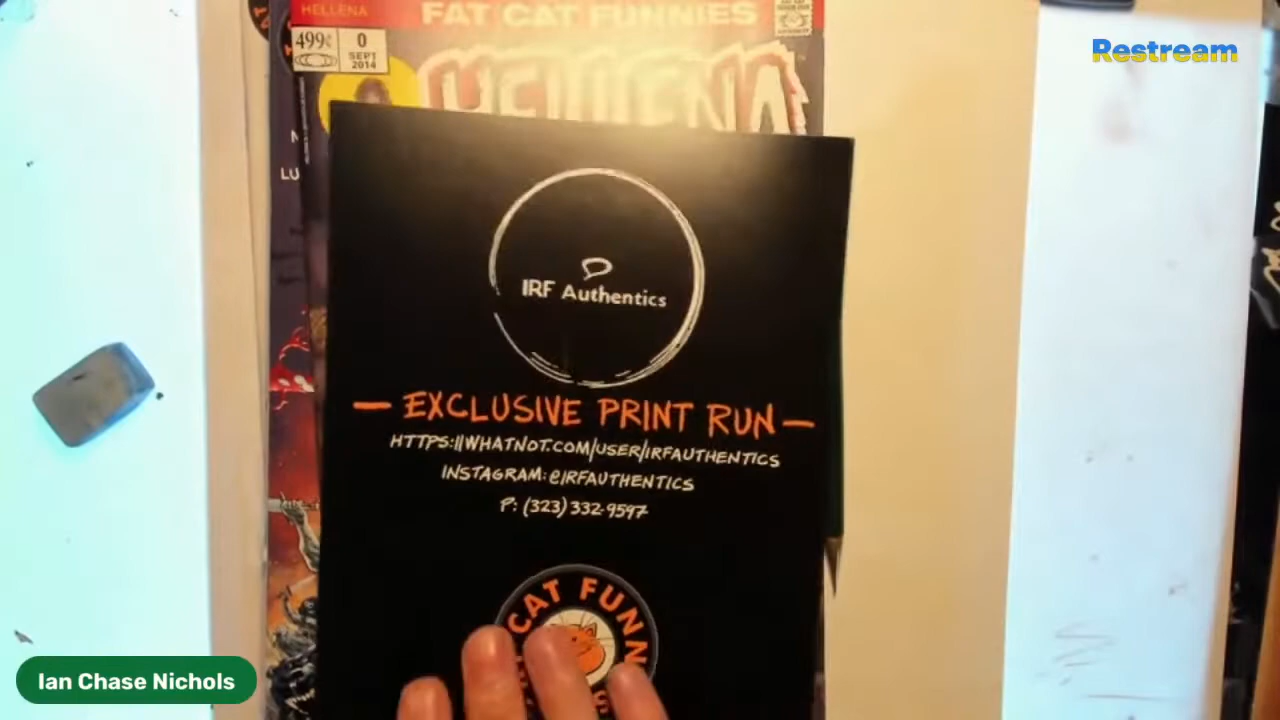 HELLENA
FAT CAT FUNNIES
499¢
0
SEPT
2014
HELLENA
Restream
LU
IRF Authentics
— EXCLUSIVE PRINT RUN —
HTTPS://WHATNOT.COM/USER/IRFAUTHENTICS
INSTAGRAM: @IRFAUTHENTICS
P: (323) 332-9597
CAT FUNN
Ian Chase Nichols